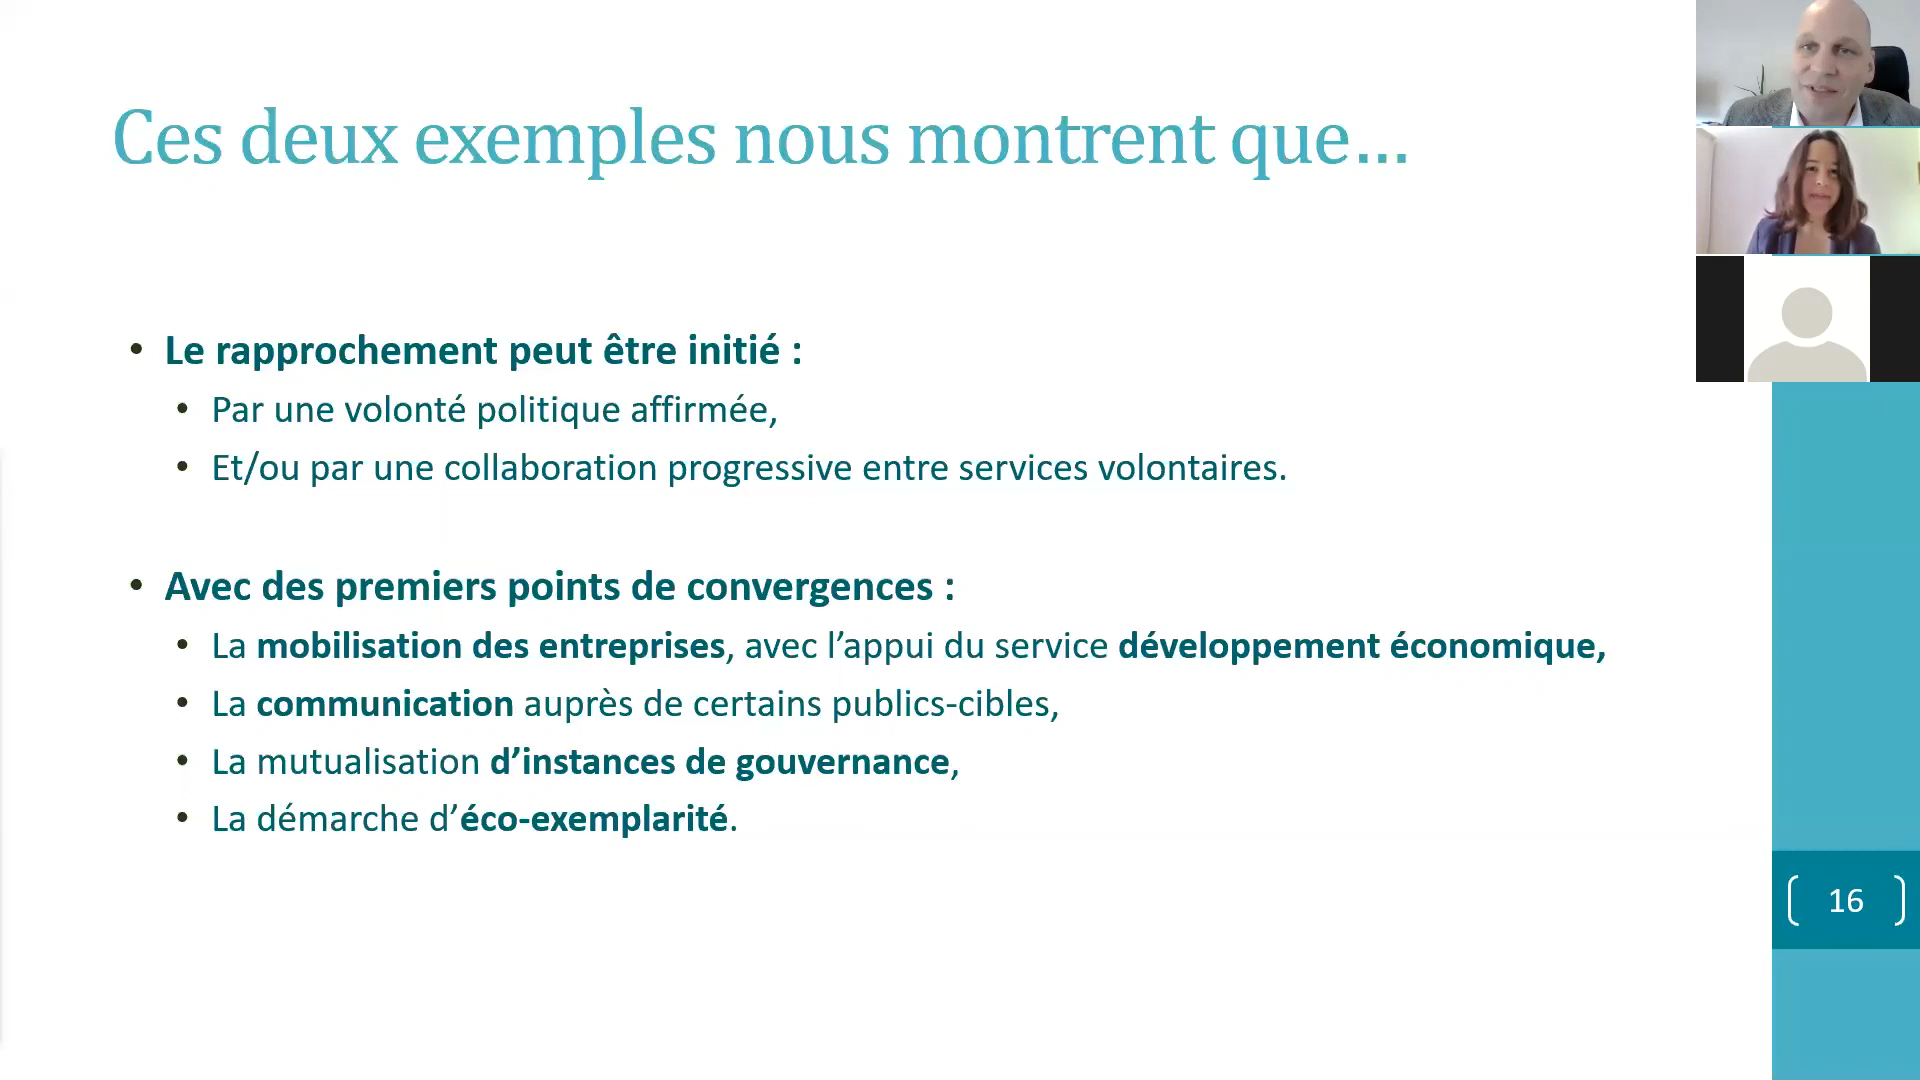 Ces deux exemples nous montrent que…
• Le rapprochement peut être initié :
• Par une volonté politique affirmée,
• Et/ou par une collaboration progressive entre services volontaires.
• Avec des premiers points de convergences :
• La mobilisation des entreprises, avec l’appui du service développement économique,
• La communication auprès de certains publics-cibles,
• La mutualisation d’instances de gouvernance,
• La démarche d’éco-exemplarité.
16